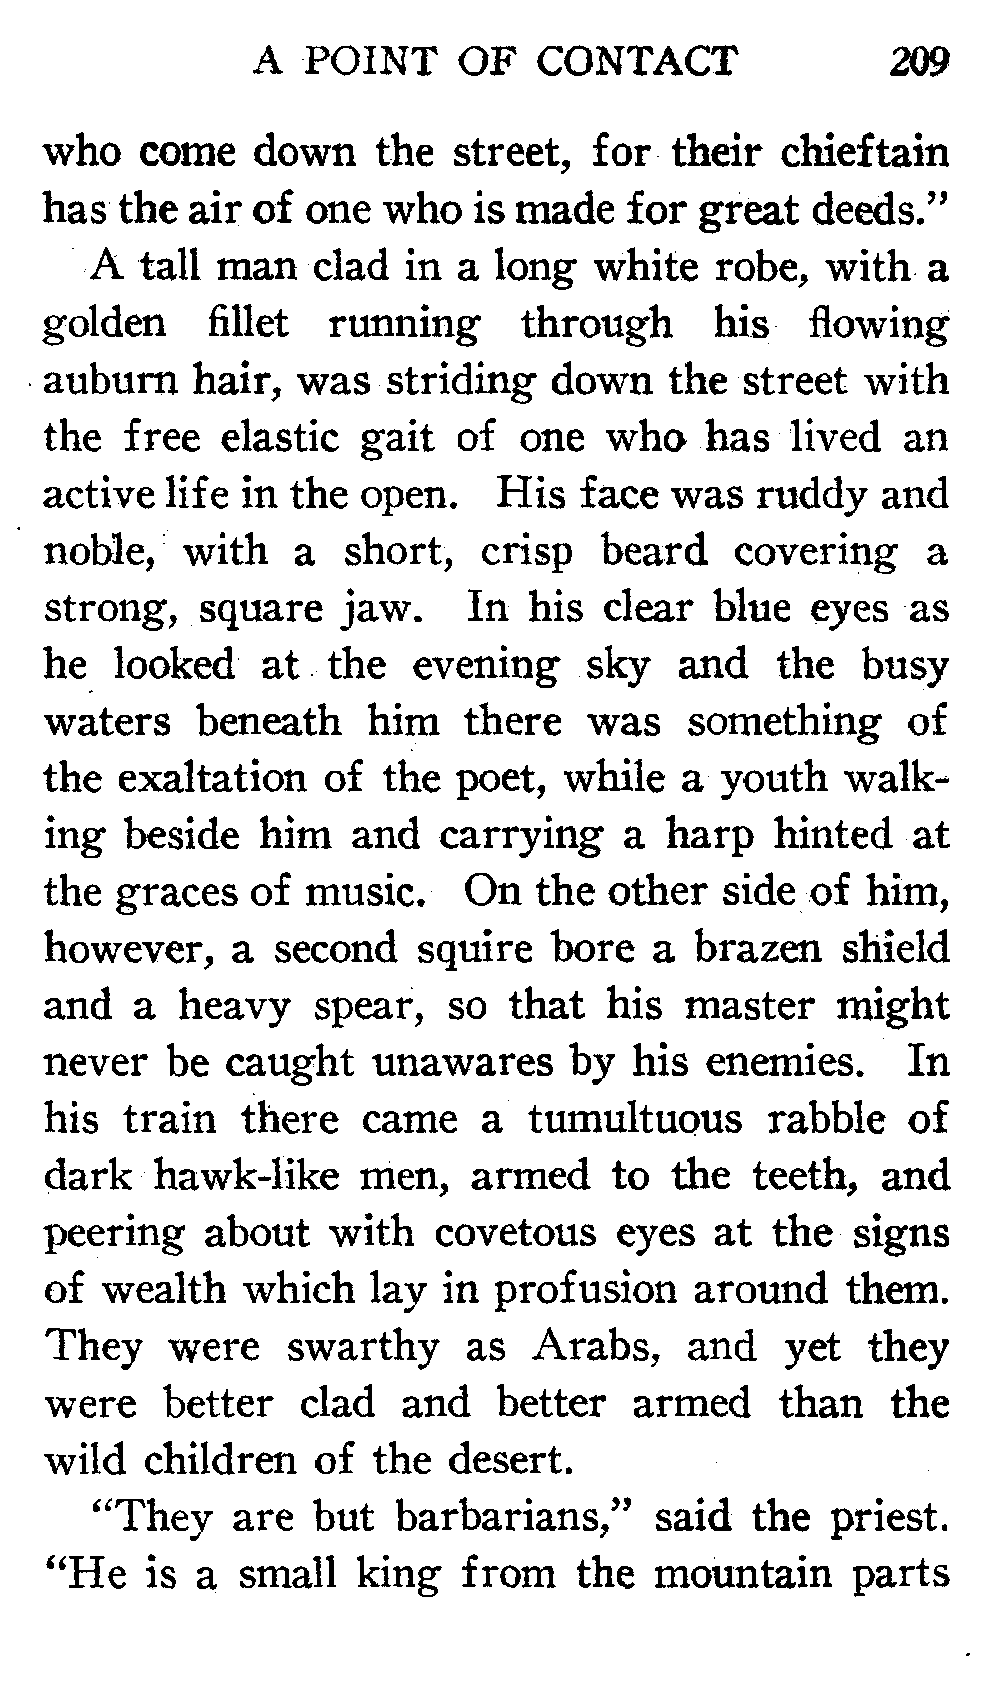 A POINT OF CONTACT 209
who come down the street, for their chieftain
has the air of one who is made for great deeds.”
A tall man clad in a long white robe, with a
golden fillet running through his flowing
auburn hair, was striding down the street with
the free elastic gait of one who has lived an
active life in the open. His face was ruddy and
noble, with a short, crisp beard covering a
strong, square jaw. In his clear blue eyes as
he looked at the evening sky and the busy
waters beneath him there was something of
the exaltation of the poet, while a youth walk-
ing beside him and carrying a harp hinted at
the graces of music. On the other side of him,
however, a second squire bore a brazen shield
and a heavy spear, so that his master might
never be caught unawares by his enemies. In
his train there came a tumultuous rabble of
dark hawk-like men, armed to the teeth, and
peering about with covetous eyes at the signs
of wealth which lay in profusion around them.
They were swarthy as Arabs, and yet they
were better clad and better armed than the
wild children of the desert.
“They are but barbarians,” said the priest.
“He is a small king from the mountain parts